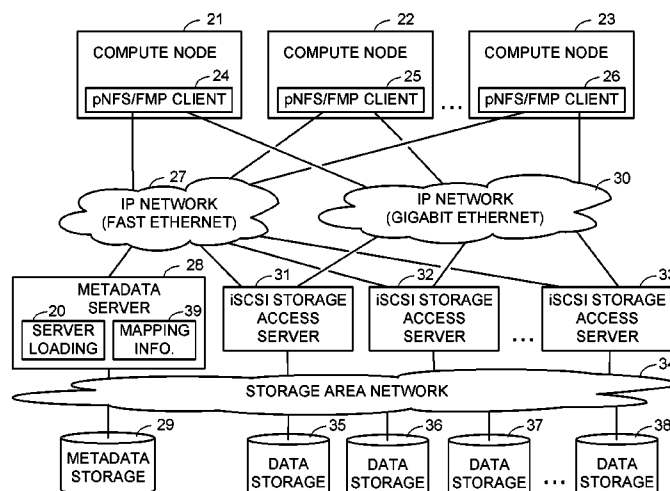 21
22
23
COMPUTE NODE
COMPUTE NODE
COMPUTE NODE
24
25
26
pNFS/FMP CLIENT
pNFS/FMP CLIENT
pNFS/FMP CLIENT
...
27
30
IP NETWORK
(FAST ETHERNET)
IP NETWORK
(GIGABIT ETHERNET)
28
31
32
33
METADATA
SERVER
20
39
SERVER
LOADING
MAPPING
INFO.
iSCSI STORAGE
ACCESS
SERVER
iSCSI STORAGE
ACCESS
SERVER
...
iSCSI STORAGE
ACCESS
SERVER
34
STORAGE AREA NETWORK
29
35
36
37
38
METADATA
STORAGE
DATA
STORAGE
DATA
STORAGE
DATA
STORAGE
...
DATA
STORAGE